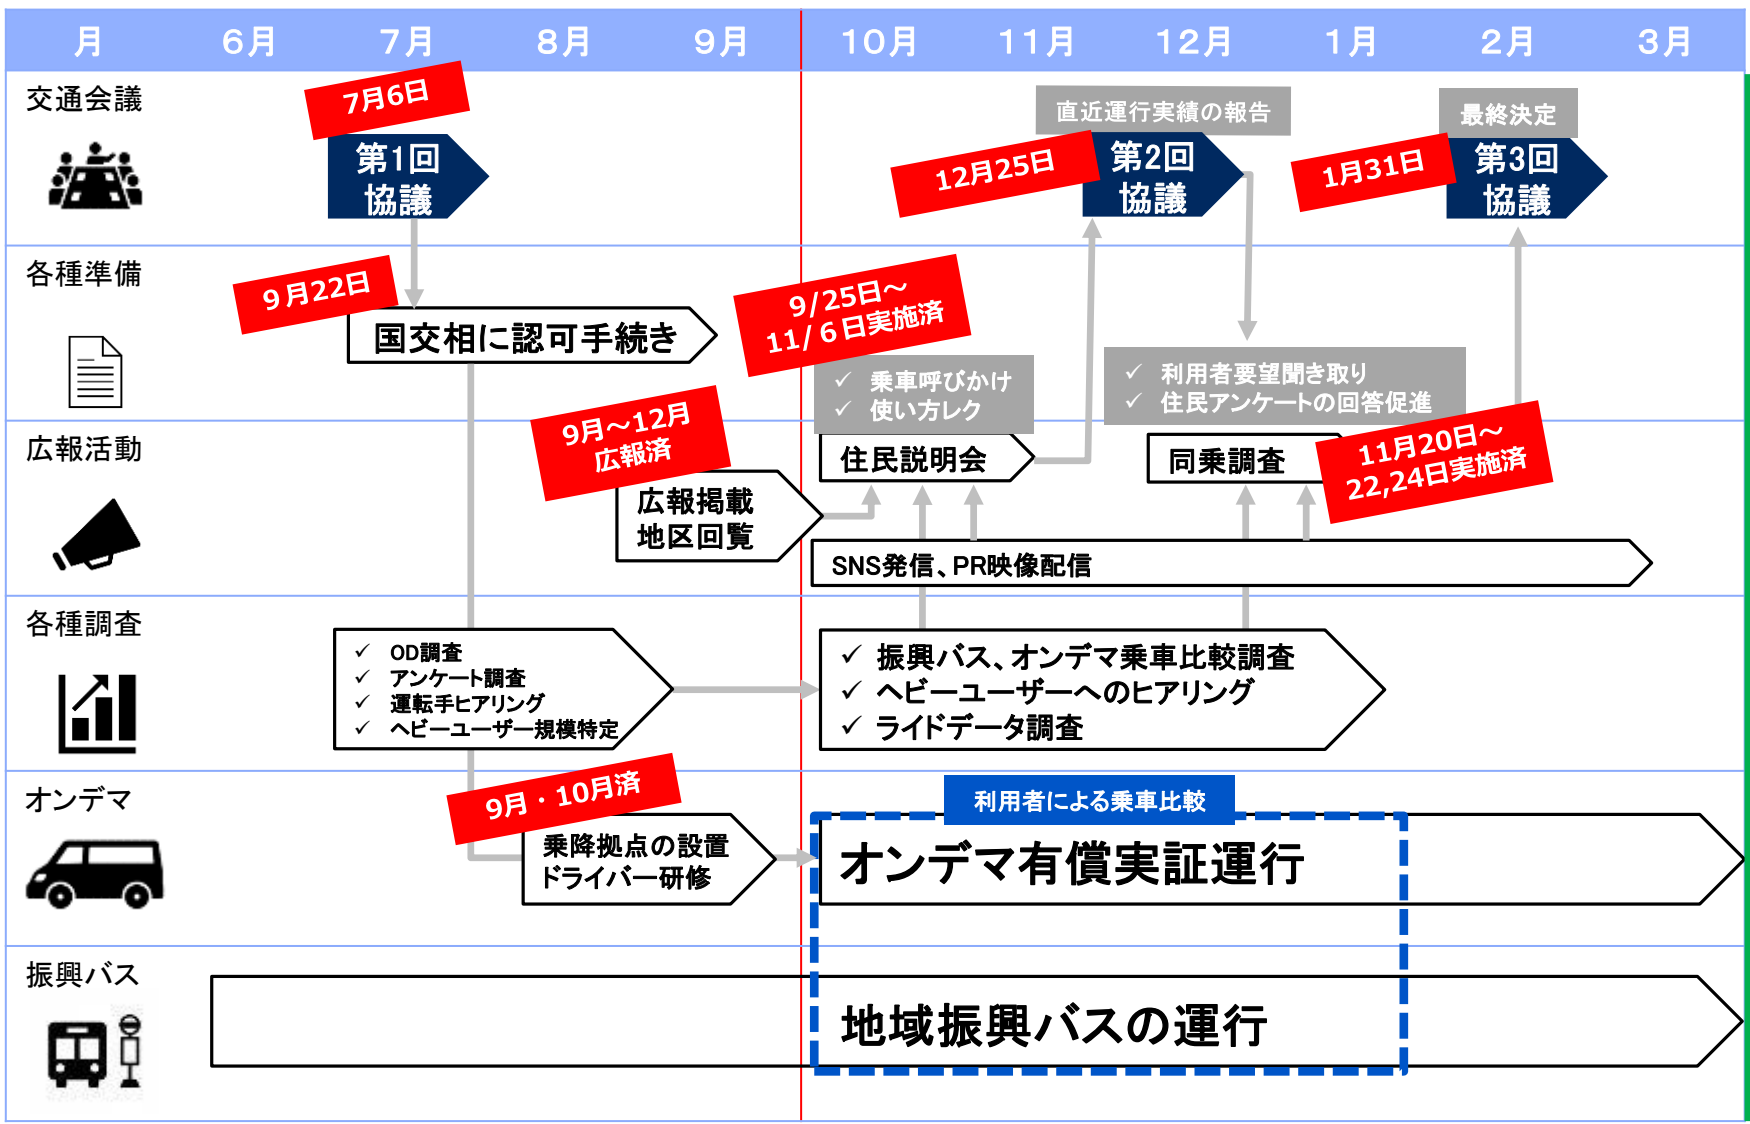 月
6月
7月
8月
9月
10月
11月
12月
1月
2月
3月
交通会議
7月6日
第1回
協議
直近運行実績の報告
12月25日
第2回
協議
最終決定
1月31日
第3回
協議
各種準備
9月22日
国交相に認可手続き
9/25日～
11/6日実施済
✓ 乗車呼びかけ
✓ 使い方レク
✓ 利用者要望聞き取り
✓ 住民アンケートの回答促進
広報活動
9月～12月
広報済
広報掲載
地区回覧
住民説明会
同乗調査
11月20日～
22,24日実施済
SNS発信、PR映像配信
各種調査
✓ OD調査
✓ アンケート調査
✓ 運転手ヒアリング
✓ ヘビーユーザー規模特定
✓ 振興バス、オンデマ乗車比較調査
✓ ヘビーユーザーへのヒアリング
✓ ライドデータ調査
オンデマ
9月・10月済
乗降拠点の設置
ドライバー研修
利用者による乗車比較
オンデマ有償実証運行
振興バス
地域振興バスの運行